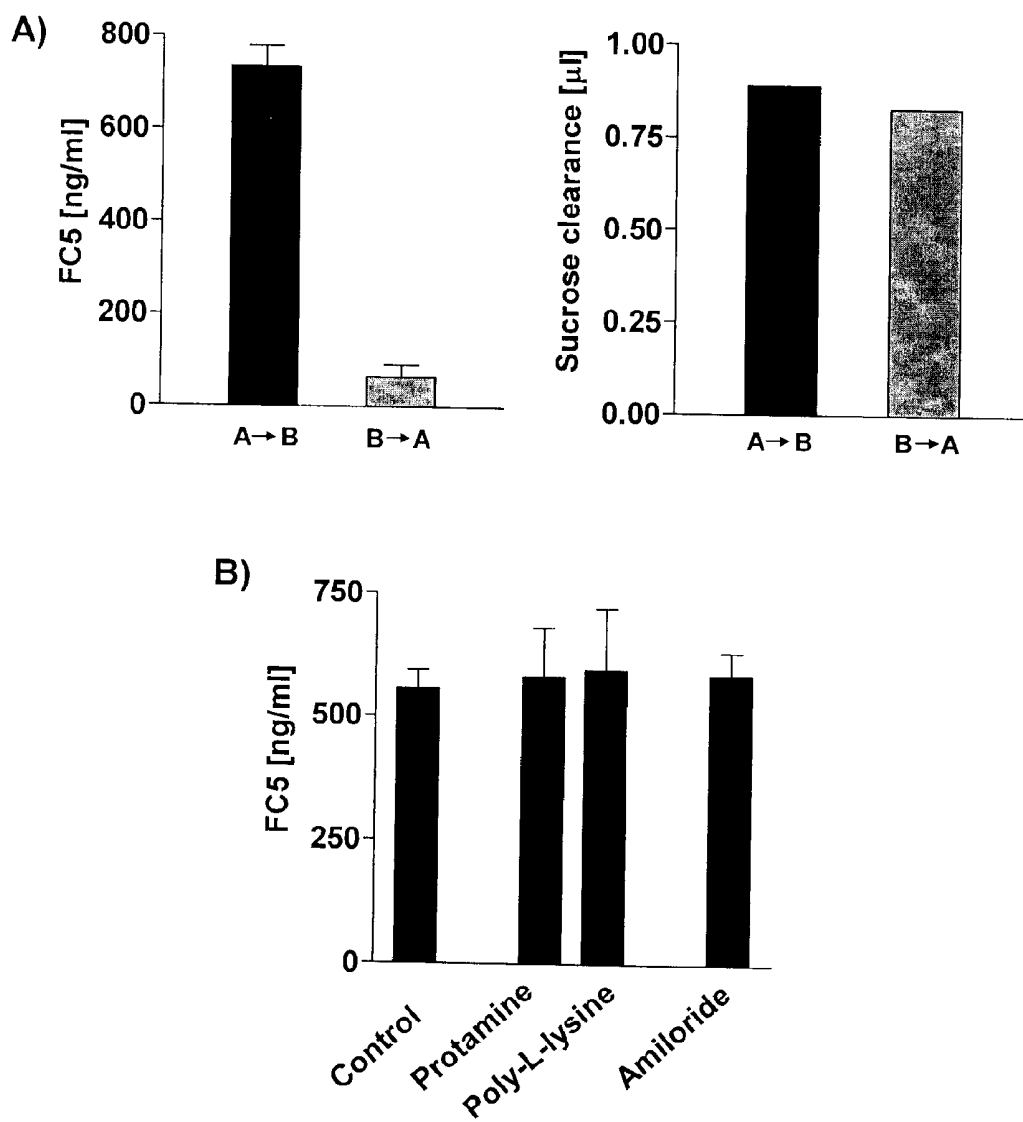 A)
FC5 [ng/ml]
800
600
400
200
0
A→B
B→A
Sucrose clearance [µl]
1.00
0.75
0.50
0.25
0.00
A→B
B→A
B)
FC5 [ng/ml]
750
500
250
0
Control
Protamine
Poly-L-lysine
Amiloride